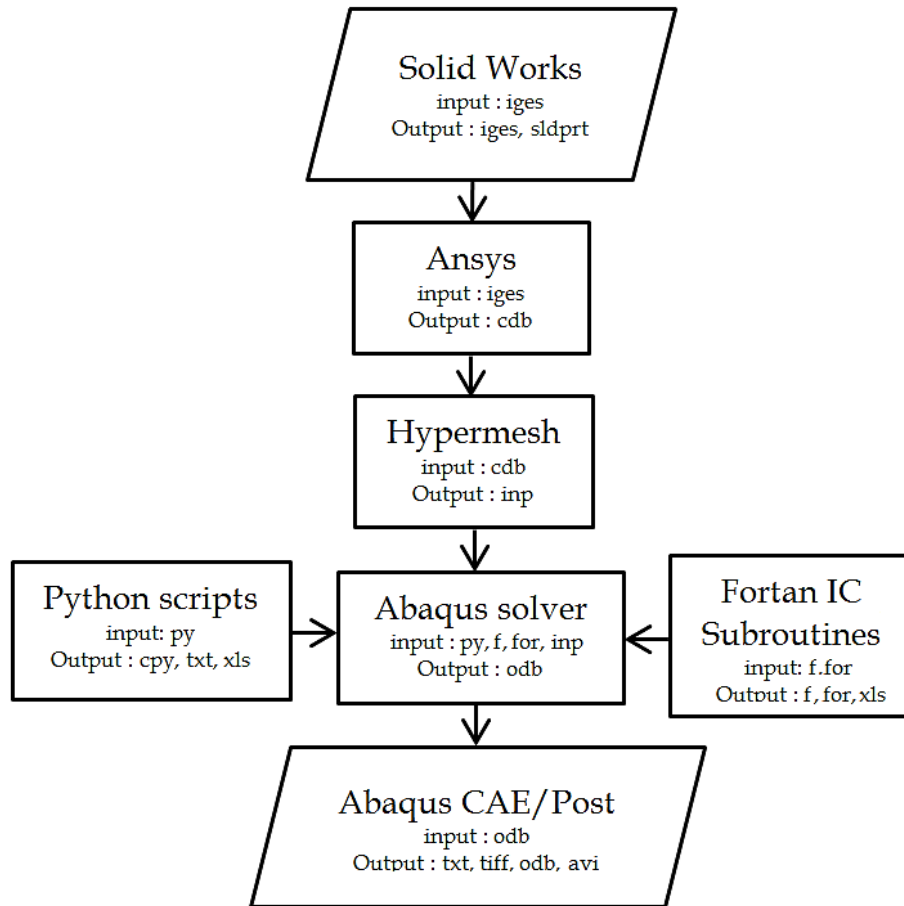 Solid Works
input : iges
Output : iges, sldprt
Ansys
input : iges
Output : cdb
Hypermesh
input : cdb
Output : inp
Python scripts
input: py
Output : cpy, txt, xls
Abaqus solver
input : py, f, for, inp
Output : odb
Fortan IC
Subroutines
input: f.for
Output : f, for, xls
Abaqus CAE/Post
input : odb
Output : txt, tiff, odb, avi